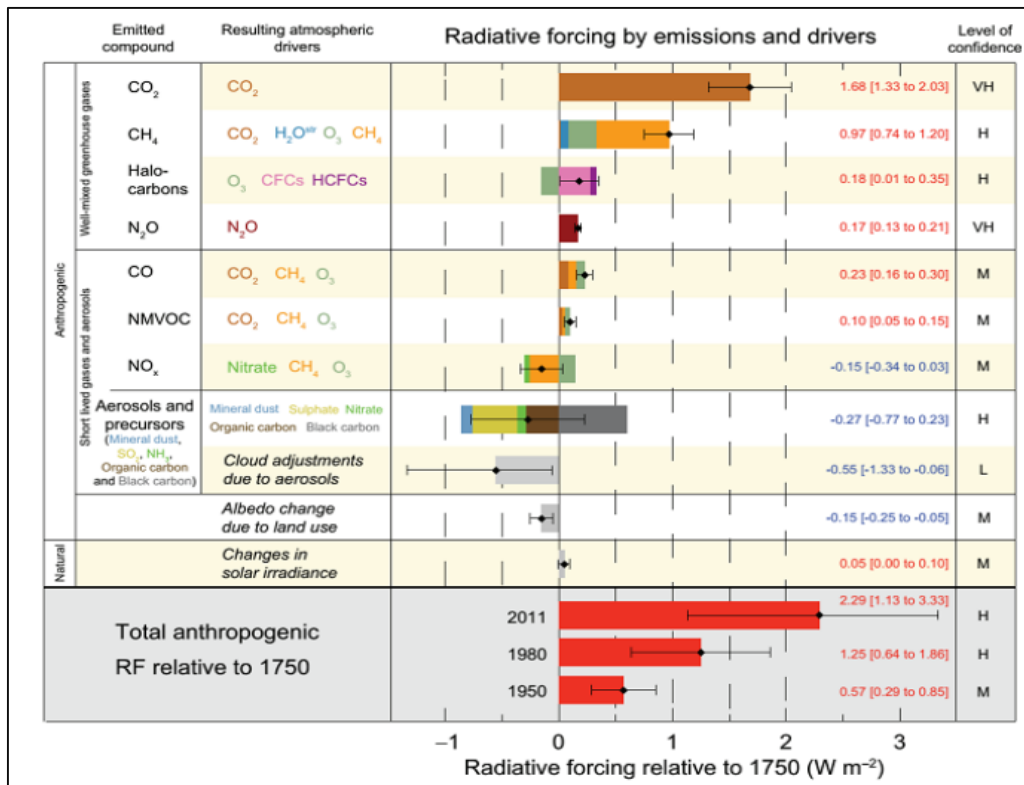 Emitted compound
Resulting atmospheric drivers
Radiative forcing by emissions and drivers
Level of confidence
Anthropogenic
Well-mixed greenhouse gases
CO₂
CO₂
1.68 [1.33 to 2.03]
VH
CH₄
CO₂ H₂Oˢᵗʳ O₃ CH₄
0.97 [0.74 to 1.20]
H
Halo-
carbons
O₃ CFCs HCFCs
0.18 [0.01 to 0.35]
H
N₂O
N₂O
0.17 [0.13 to 0.21]
VH
Short lived gases and aerosols
CO
CO₂ CH₄ O₃
0.23 [0.16 to 0.30]
M
NMVOC
CO₂ CH₄ O₃
0.10 [0.05 to 0.15]
M
NOₓ
Nitrate CH₄ O₃
-0.15 [-0.34 to 0.03]
M
Aerosols and
precursors
(Mineral dust,
SO₂, NH₃,
Organic carbon
and Black carbon)
Mineral dust Sulphate Nitrate
Organic carbon Black carbon
-0.27 [-0.77 to 0.23]
H
Cloud adjustments
due to aerosols
-0.55 [-1.33 to -0.06]
L
Albedo change
due to land use
-0.15 [-0.25 to -0.05]
M
Natural
Changes in
solar irradiance
0.05 [0.00 to 0.10]
M
Total anthropogenic
RF relative to 1750
2011
2.29 [1.13 to 3.33]
H
1980
1.25 [0.64 to 1.86]
H
1950
0.57 [0.29 to 0.85]
M
−1 0 1 2 3
Radiative forcing relative to 1750 (W m⁻²)